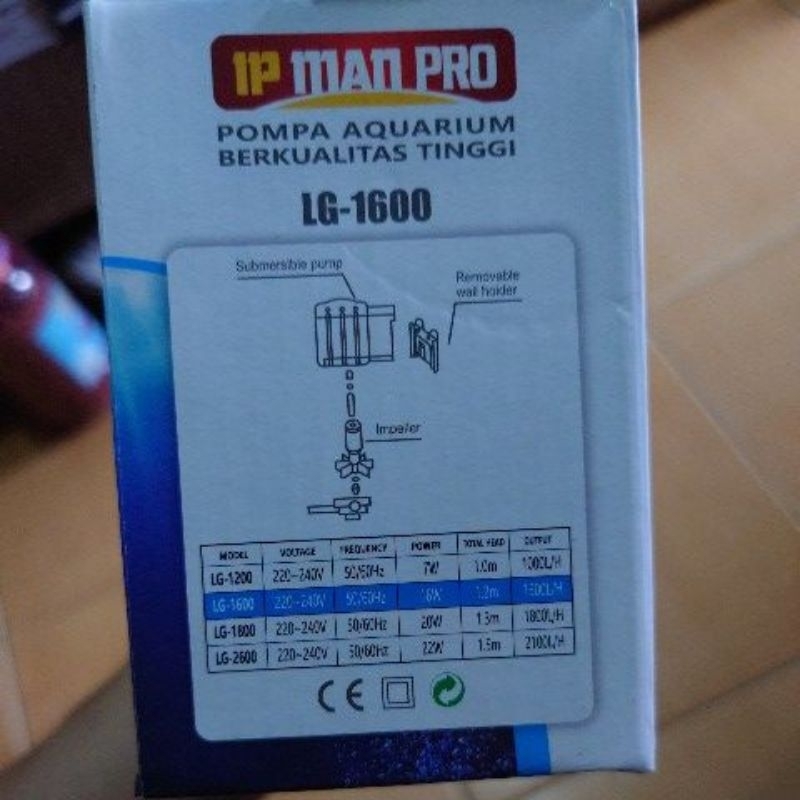 IP MAN PRO
POMPA AQUARIUM
BERKUALITAS TINGGI
LG-1600
Submersible pump
Removable
wall holder
Impeller
MODEL VOLTAGE FREQUENCY POWER TOTAL HEAD OUTPUT
LG-1200 220~240V 50/60Hz 7W 1.0m 1000L/H
LG-1600 220~240V 50/60Hz 1.2m
LG-1800 220~240V 50/60Hz 20W 1.3m 1800L/H
LG-2600 220~240V 50/60Hz 22W 1.5m 2100L/H
CE